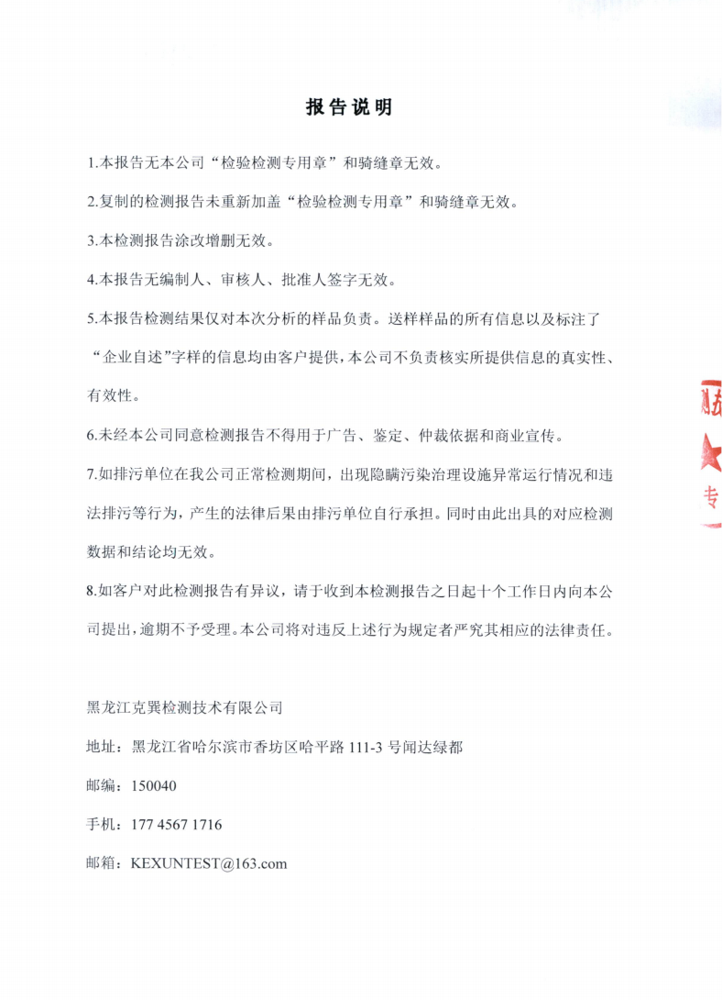 报告说明
1.本报告无本公司“检验检测专用章”和骑缝章无效。
2.复制的检测报告未重新加盖“检验检测专用章”和骑缝章无效。
3.本检测报告涂改增删无效。
4.本报告无编制人、审核人、批准人签字无效。
5.本报告检测结果仅对本次分析的样品负责。送样样品的所有信息以及标注了
“企业自述”字样的信息均由客户提供,本公司不负责核实所提供信息的真实性、
有效性。
6.未经本公司同意检测报告不得用于广告、鉴定、仲裁依据和商业宣传。
7.如排污单位在我公司正常检测期间，出现隐瞒污染治理设施异常运行情况和违
法排污等行为，产生的法律后果由排污单位自行承担。同时由此出具的对应检测
数据和结论均无效。
8.如客户对此检测报告有异议，请于收到本检测报告之日起十个工作日内向本公
司提出,逾期不予受理。本公司将对违反上述行为规定者严究其相应的法律责任。
黑龙江克巽检测技术有限公司
地址：黑龙江省哈尔滨市香坊区哈平路 111-3 号闻达绿都
邮编：150040
手机：177 4567 1716
邮箱：KEXUNTEST@163.com
专